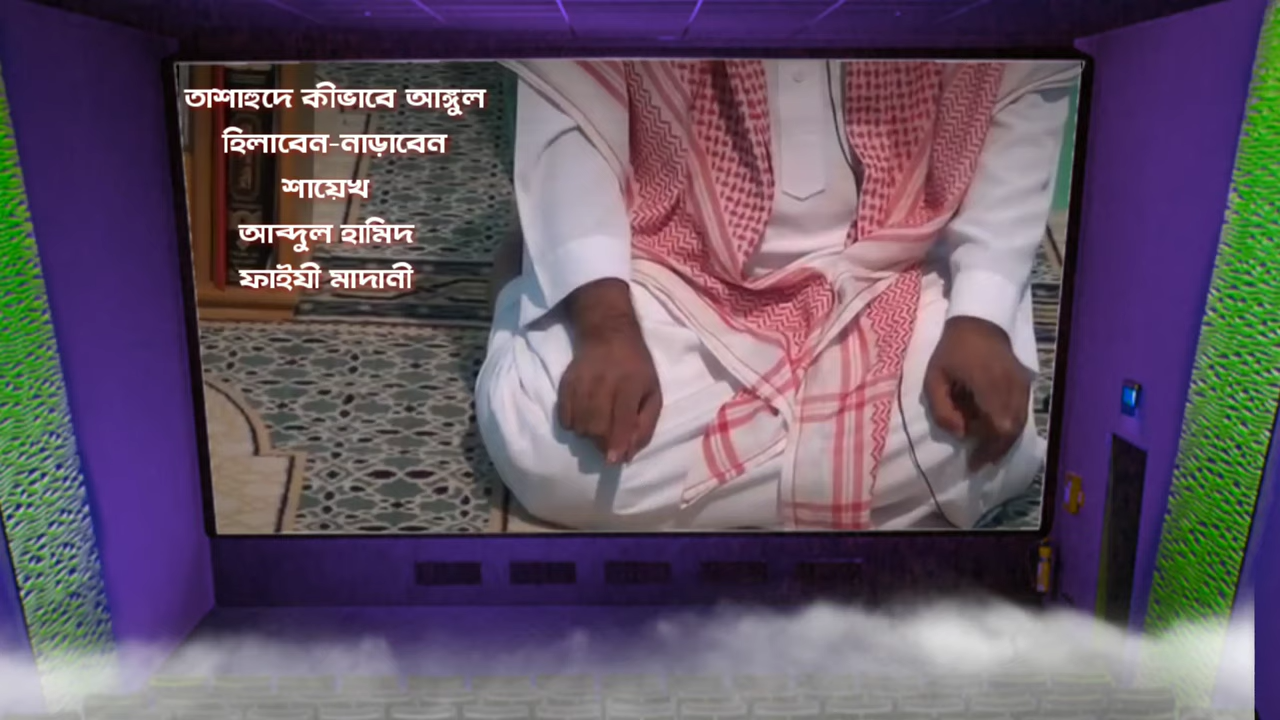 তাশাহুদে কীভাবে আঙ্গুল
হিলাবেন-নাড়াবেন
শায়েখ
আব্দুল হামিদ
ফাইযী মাদানী